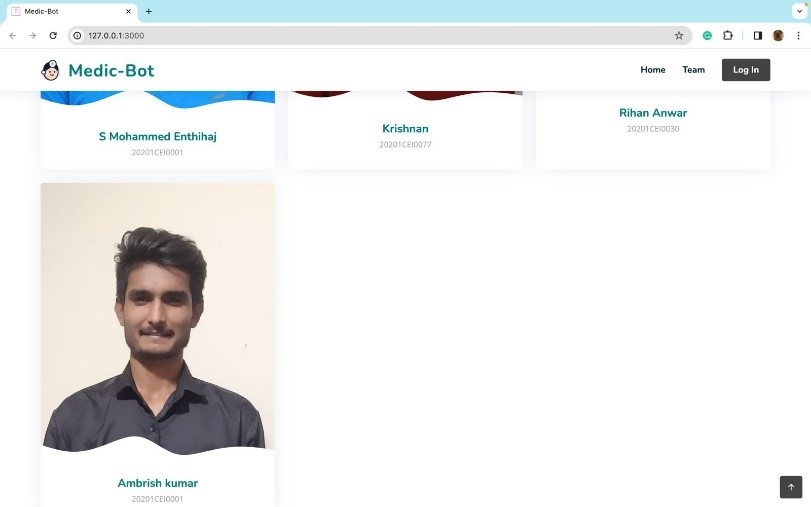 Medic-Bot
127.0.0.1:3000
Medic-Bot
Home
Team
Log In
S Mohammed Enthihaj
20201CEI0001
Krishnan
20201CEI0077
Rihan Anwar
20201CEI0030
Ambrish kumar
20201CEI0001